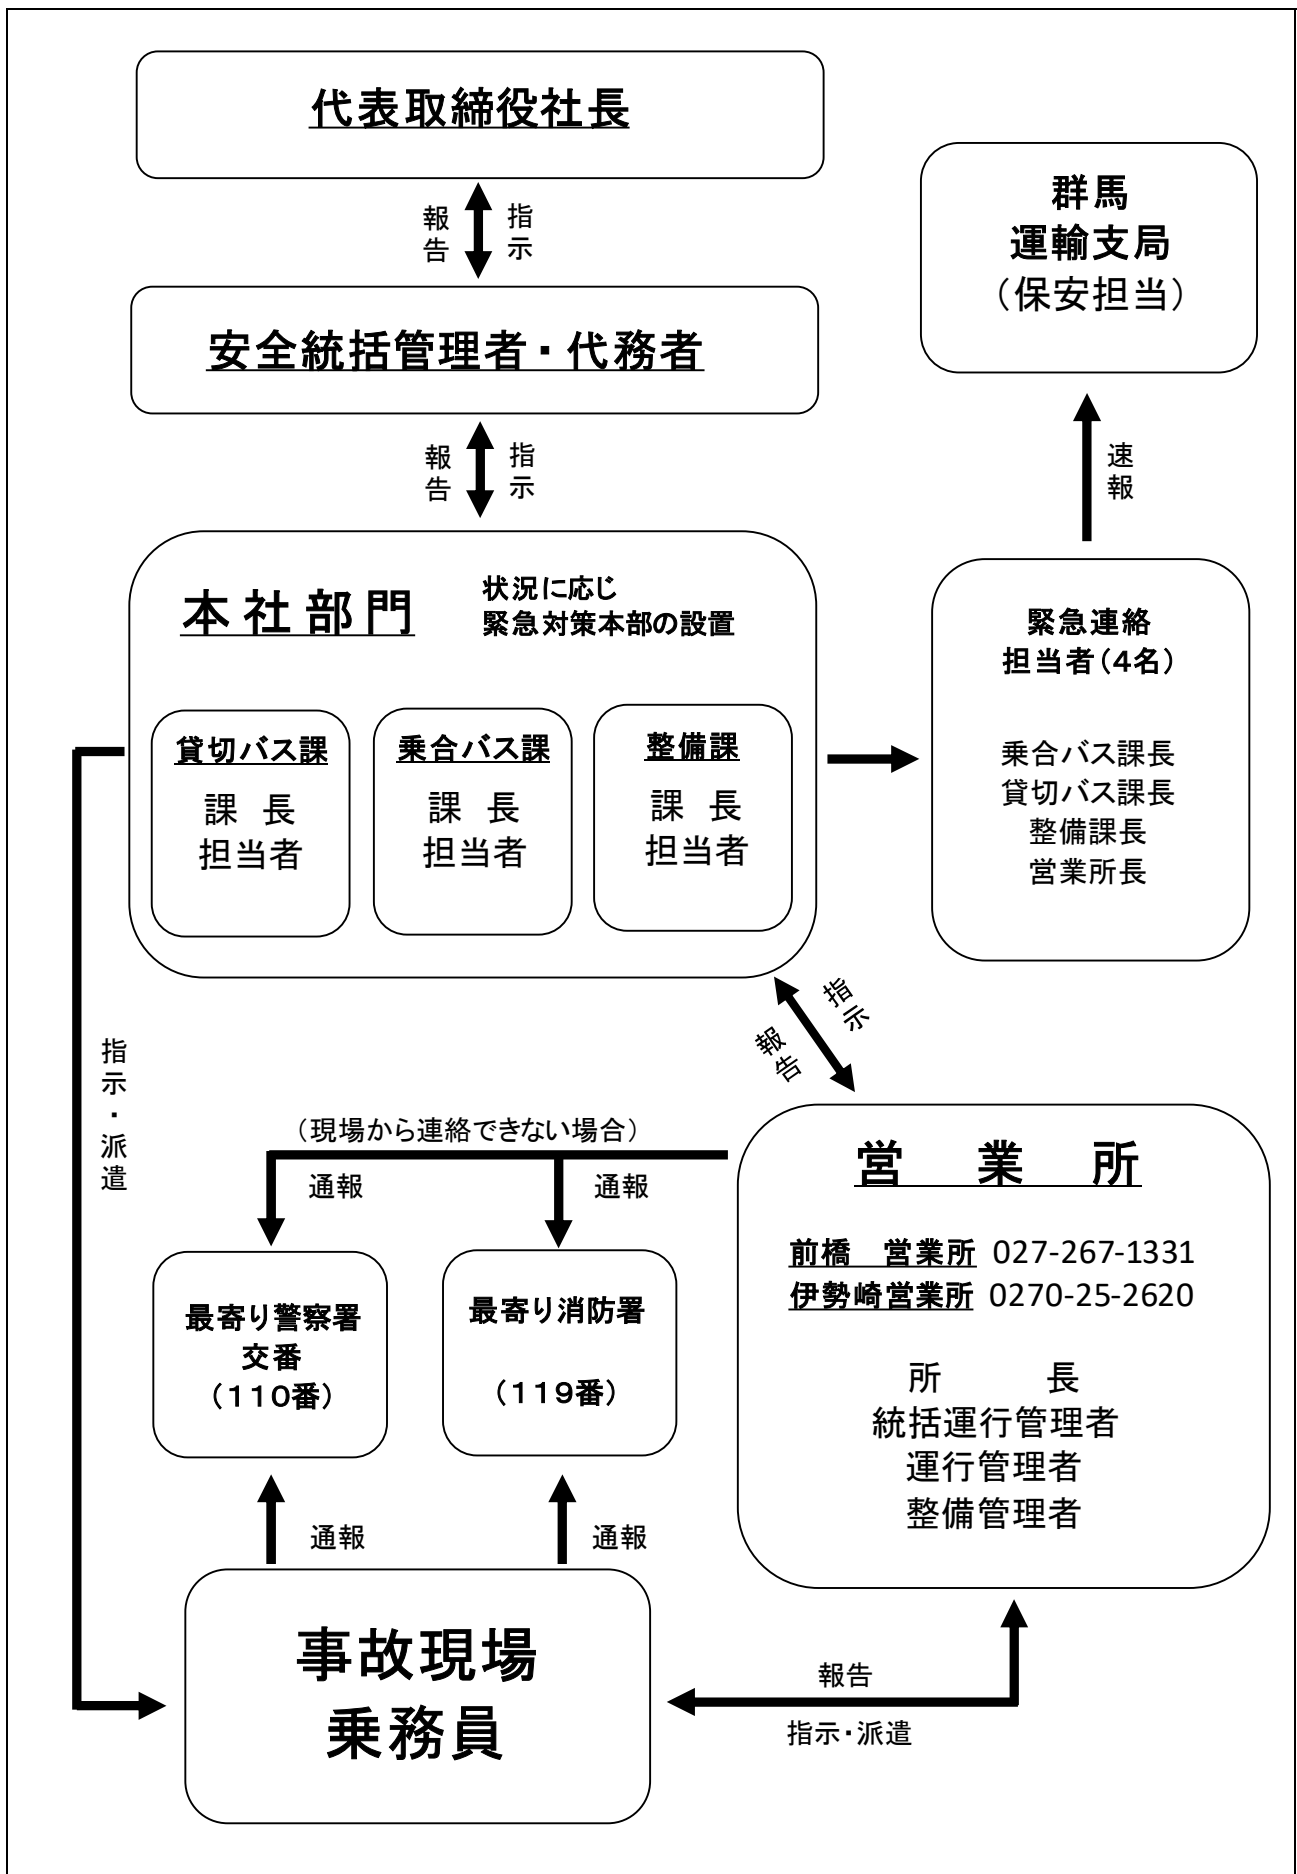 代表取締役社長
報告
指示
群馬
運輸支局
（保安担当）
安全統括管理者・代務者
報告
指示
速報
本社部門
状況に応じ
緊急対策本部の設置
貸切バス課
課　長
担当者
乗合バス課
課　長
担当者
整備課
課　長
担当者
緊急連絡
担当者（４名）
乗合バス課長
貸切バス課長
整備課長
営業所長
指示
報告
指示・派遣
（現場から連絡できない場合）
通報
通報
営　業　所
前橋　営業所 027-267-1331
伊勢崎営業所 0270-25-2620
所　　　長
統括運行管理者
運行管理者
整備管理者
最寄り警察署
交番
（１１０番）
最寄り消防署
（１１９番）
通報
通報
事故現場
乗務員
報告
指示・派遣